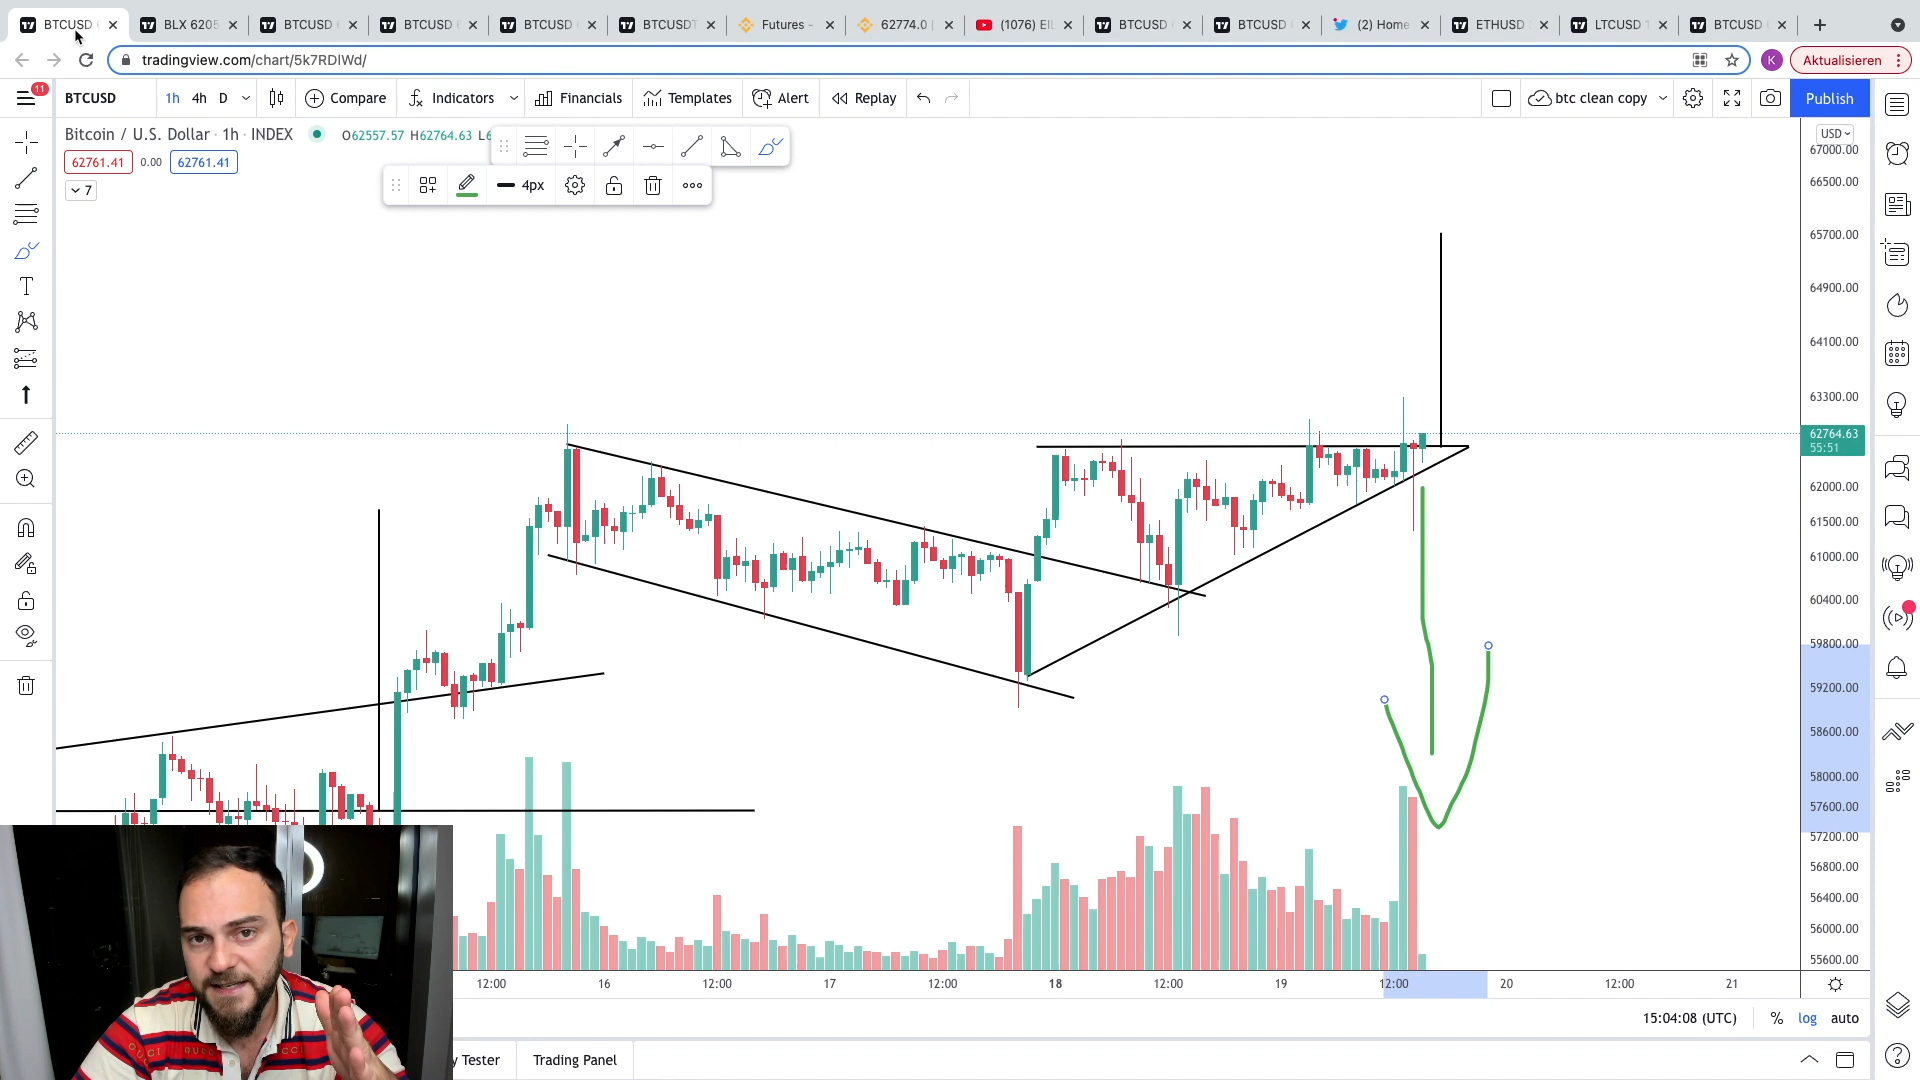 BTCUSD
BLX 6205
BTCUSD
BTCUSD
BTCUSD
BTCUSDT
Futures -
62774.0 |
(1076) EIL
BTCUSD
BTCUSD
(2) Home
ETHUSD
LTCUSD
BTCUSD
tradingview.com/chart/5k7RDlWd/
K
Aktualisieren
11
BTCUSD
1h 4h D
Compare
Indicators
Financials
Templates
Alert
Replay
btc clean copy
Publish
Bitcoin / U.S. Dollar · 1h · INDEX
O62557.57 H62764.63 L6
62761.41 0.00 62761.41
7
4px
USD
67000.00
66500.00
65700.00
64900.00
64100.00
63300.00
62764.63
55:51
62000.00
61500.00
61000.00
60400.00
59800.00
59200.00
58600.00
58000.00
57600.00
57200.00
56800.00
56400.00
56000.00
55600.00
12:00 16 12:00 17 12:00 18 12:00 19 12:00 20 12:00 21
15:04:08 (UTC) % log auto
y Tester
Trading Panel
GUCCI